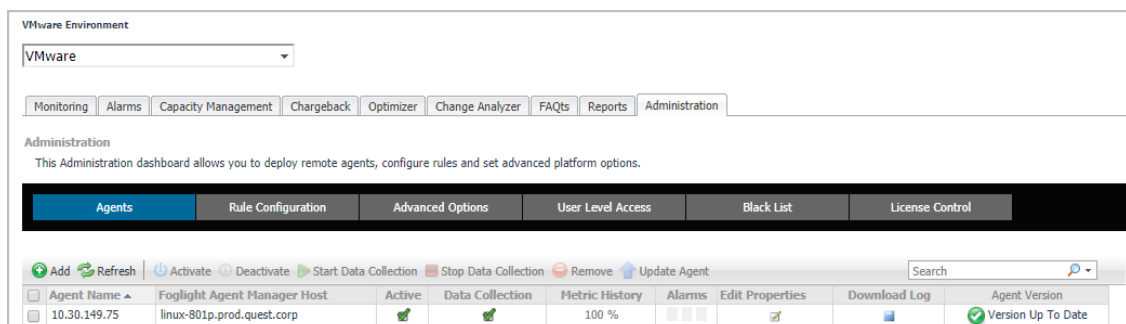 VMware Environment
VMware
Monitoring Alarms Capacity Management Chargeback Optimizer Change Analyzer FAQts Reports Administration
Administration
This Administration dashboard allows you to deploy remote agents, configure rules and set advanced platform options.
Agents Rule Configuration Advanced Options User Level Access Black List License Control
Add Refresh Activate Deactivate Start Data Collection Stop Data Collection Remove Update Agent Search
Agent Name Foglight Agent Manager Host Active Data Collection Metric History Alarms Edit Properties Download Log Agent Version
10.30.149.75 linux-801p.prod.quest.corp 100 % Version Up To Date